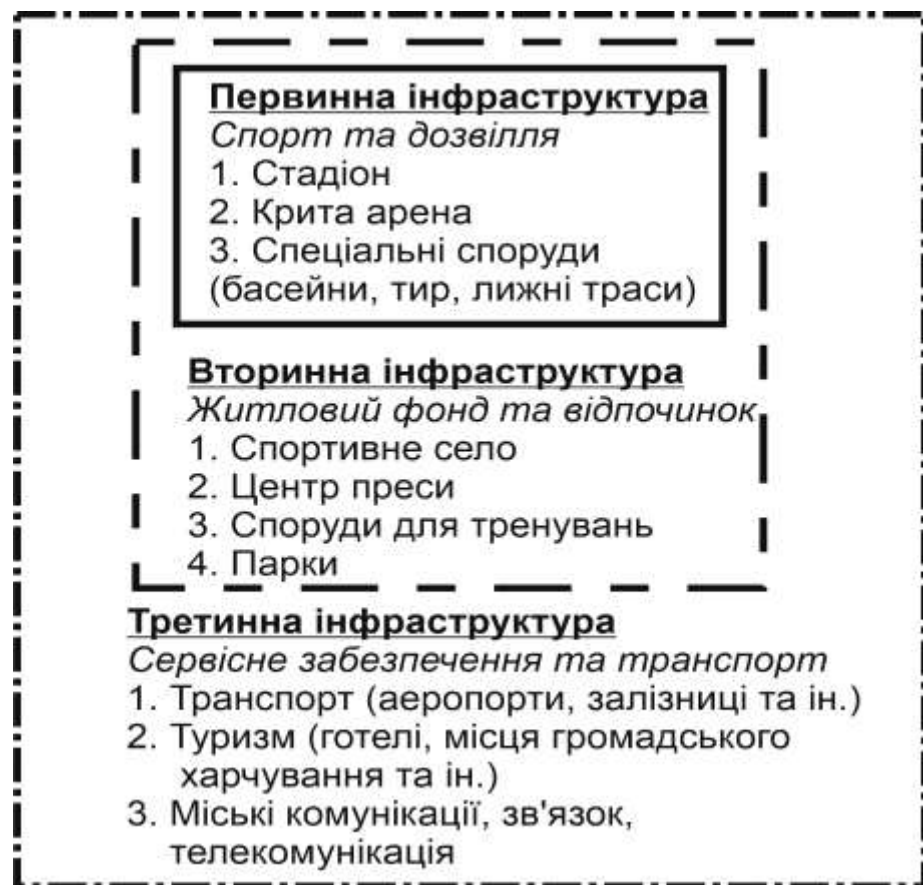 Первинна інфраструктура
Спорт та дозвілля
1. Стадіон
2. Крита арена
3. Спеціальні споруди
(басейни, тир, лижні траси)
Вторинна інфраструктура
Житловий фонд та відпочинок
1. Спортивне село
2. Центр преси
3. Споруди для тренувань
4. Парки
Третинна інфраструктура
Сервісне забезпечення та транспорт
1. Транспорт (аеропорти, залізниці та ін.)
2. Туризм (готелі, місця громадського
харчування та ін.)
3. Міські комунікації, зв'язок,
телекомунікація